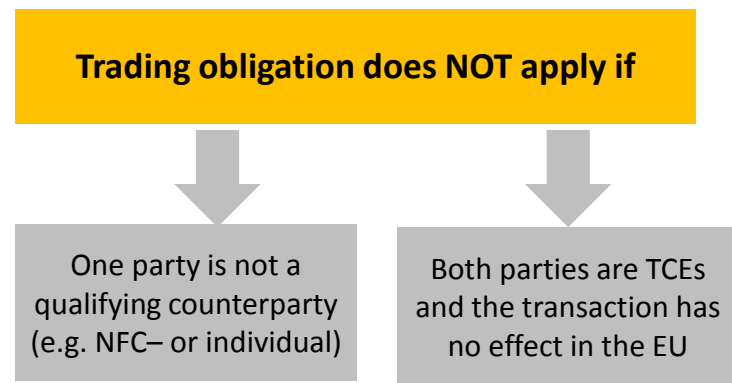 Trading obligation does NOT apply if
One party is not a
qualifying counterparty
(e.g. NFC– or individual)
Both parties are TCEs
and the transaction has
no effect in the EU